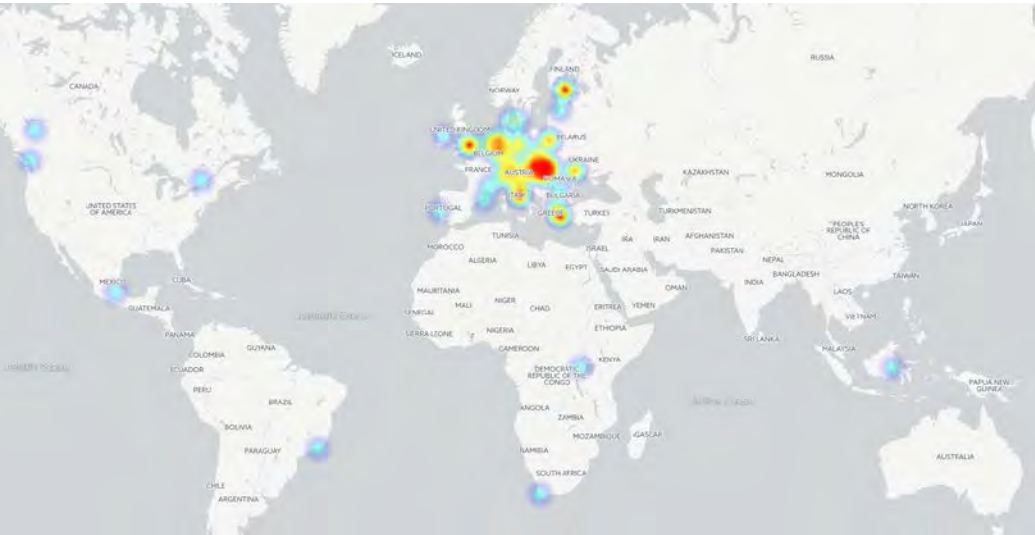 ICELAND
RUSSIA
FINLAND
CANADA
NORWAY
UNITED KINGDOM
BELARUS
BELGIUM
UKRAINE
FRANCE
AUSTRIA
ROMANIA
KAZAKHSTAN
MONGOLIA
ITALY
BULGARIA
UNITED STATES
OF AMERICA
PORTUGAL
GREECE
TURKEY
TURKMENISTAN
NORTH KOREA
JAPAN
PEOPLE'S
REPUBLIC OF
CHINA
TUNISIA
MOROCCO
ISRAEL
IRA
IRAN
AFGHANISTAN
PAKISTAN
ALGERIA
LIBYA
EGYPT
SAUDI ARABIA
NEPAL
BANGLADESH
TAIWAN
MEXICO
CUBA
INDIA
OMAN
LAOS
MAURITANIA
GUATEMALA
MALI
NIGER
CHAD
ERITREA
YEMEN
SENEGAL
VIETNAM
PANAMA
SIERRA LEONE
NIGERIA
ETHIOPIA
SRI LANKA
GUYANA
CAMEROON
MALAYSIA
COLOMBIA
KENYA
ECUADOR
DEMOCRATIC
REPUBLIC OF THE
CONGO
PAPUA NEW
GUINEA
PERU
BRAZIL
ANGOLA
ZAMBIA
BOLIVIA
MOZAMBIQUE
GASCAR
PARAGUAY
NAMIBIA
AUSTRALIA
SOUTH AFRICA
CHILE
ARGENTINA